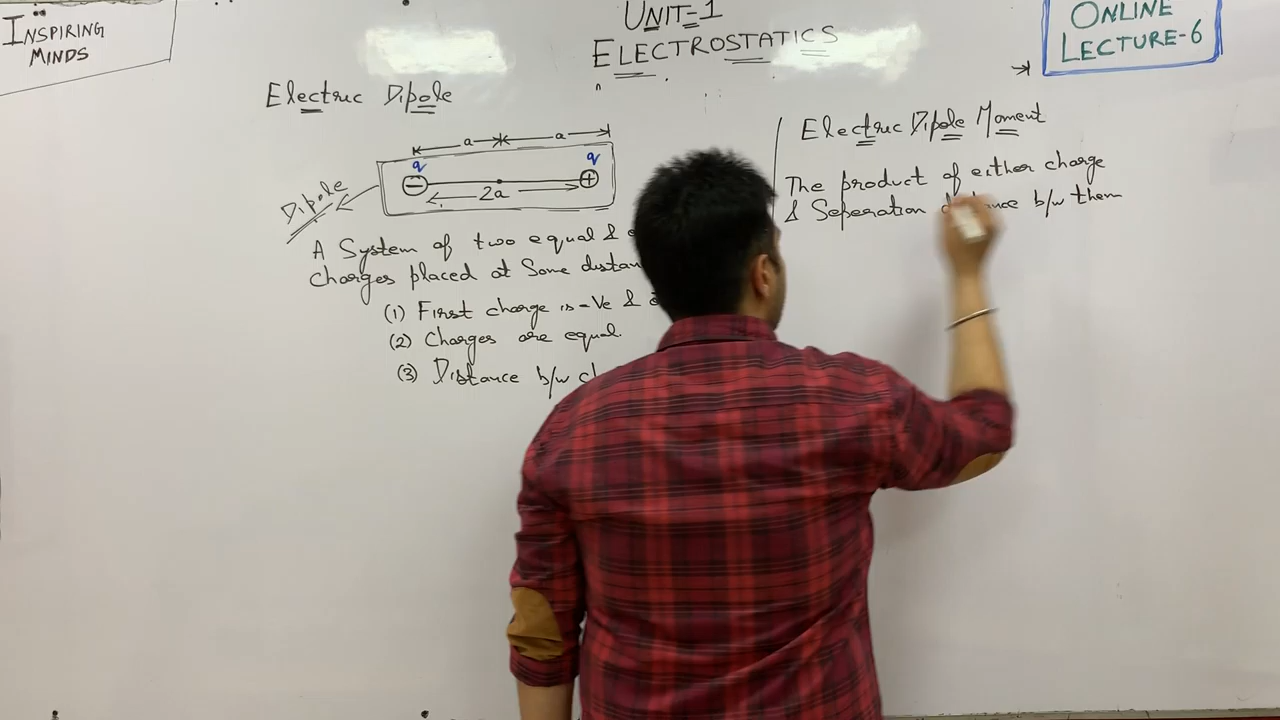 INSPIRING
MINDS
UNIT-1
ELECTROSTATICS
ONLINE
LECTURE-6
Electric Dipole
a a
q q
− +
2a
Dipole
A System of two equal &
Charges placed at Some
(1) First charge is -Ve &
(2) Charges are equal
(3) Distance b/w
Electric Dipole Moment
The product of either charge
& Seperation b/w them